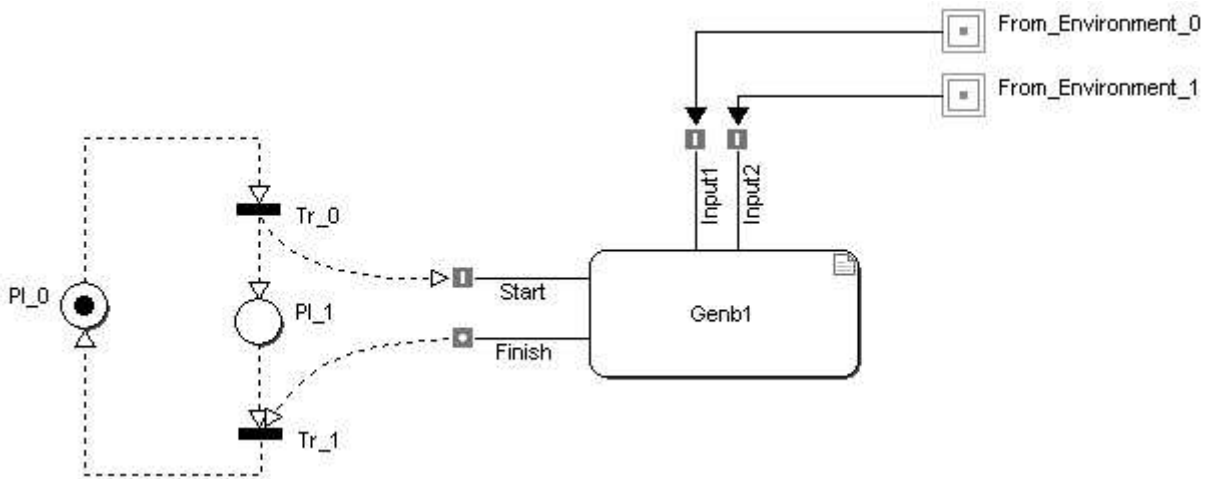 From_Environment_0
From_Environment_1
Input1
Input2
Tr_0
Start
Pl_0
Pl_1
Genb1
Finish
Tr_1